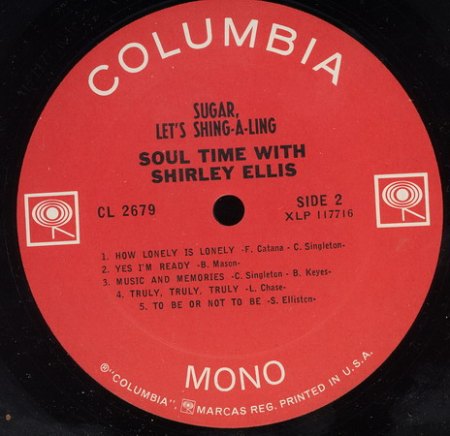 COLUMBIA
SUGAR,
LET'S SHING-A-LING
SOUL TIME WITH
SHIRLEY ELLIS
CL 2679
SIDE 2
XLP 117716
1. HOW LONELY IS LONELY -F. Catana - C. Singleton-
2. YES I'M READY -B. Mason-
3. MUSIC AND MEMORIES -C. Singleton - B. Keyes-
4. TRULY, TRULY, TRULY -L. Chase-
5. TO BE OR NOT TO BE -S. Elliston-
MONO
®"COLUMBIA". MARCAS REG. PRINTED IN U.S.A.